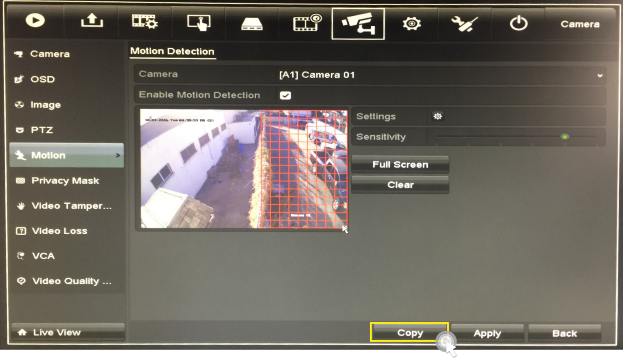 Camera
Camera
OSD
Image
PTZ
Motion >
Privacy Mask
Video Tamper...
Video Loss
VCA
Video Quality ...
Live View
Motion Detection
Camera [A1] Camera 01
Enable Motion Detection
Settings
Sensitivity
Full Screen
Clear
Copy Apply Back